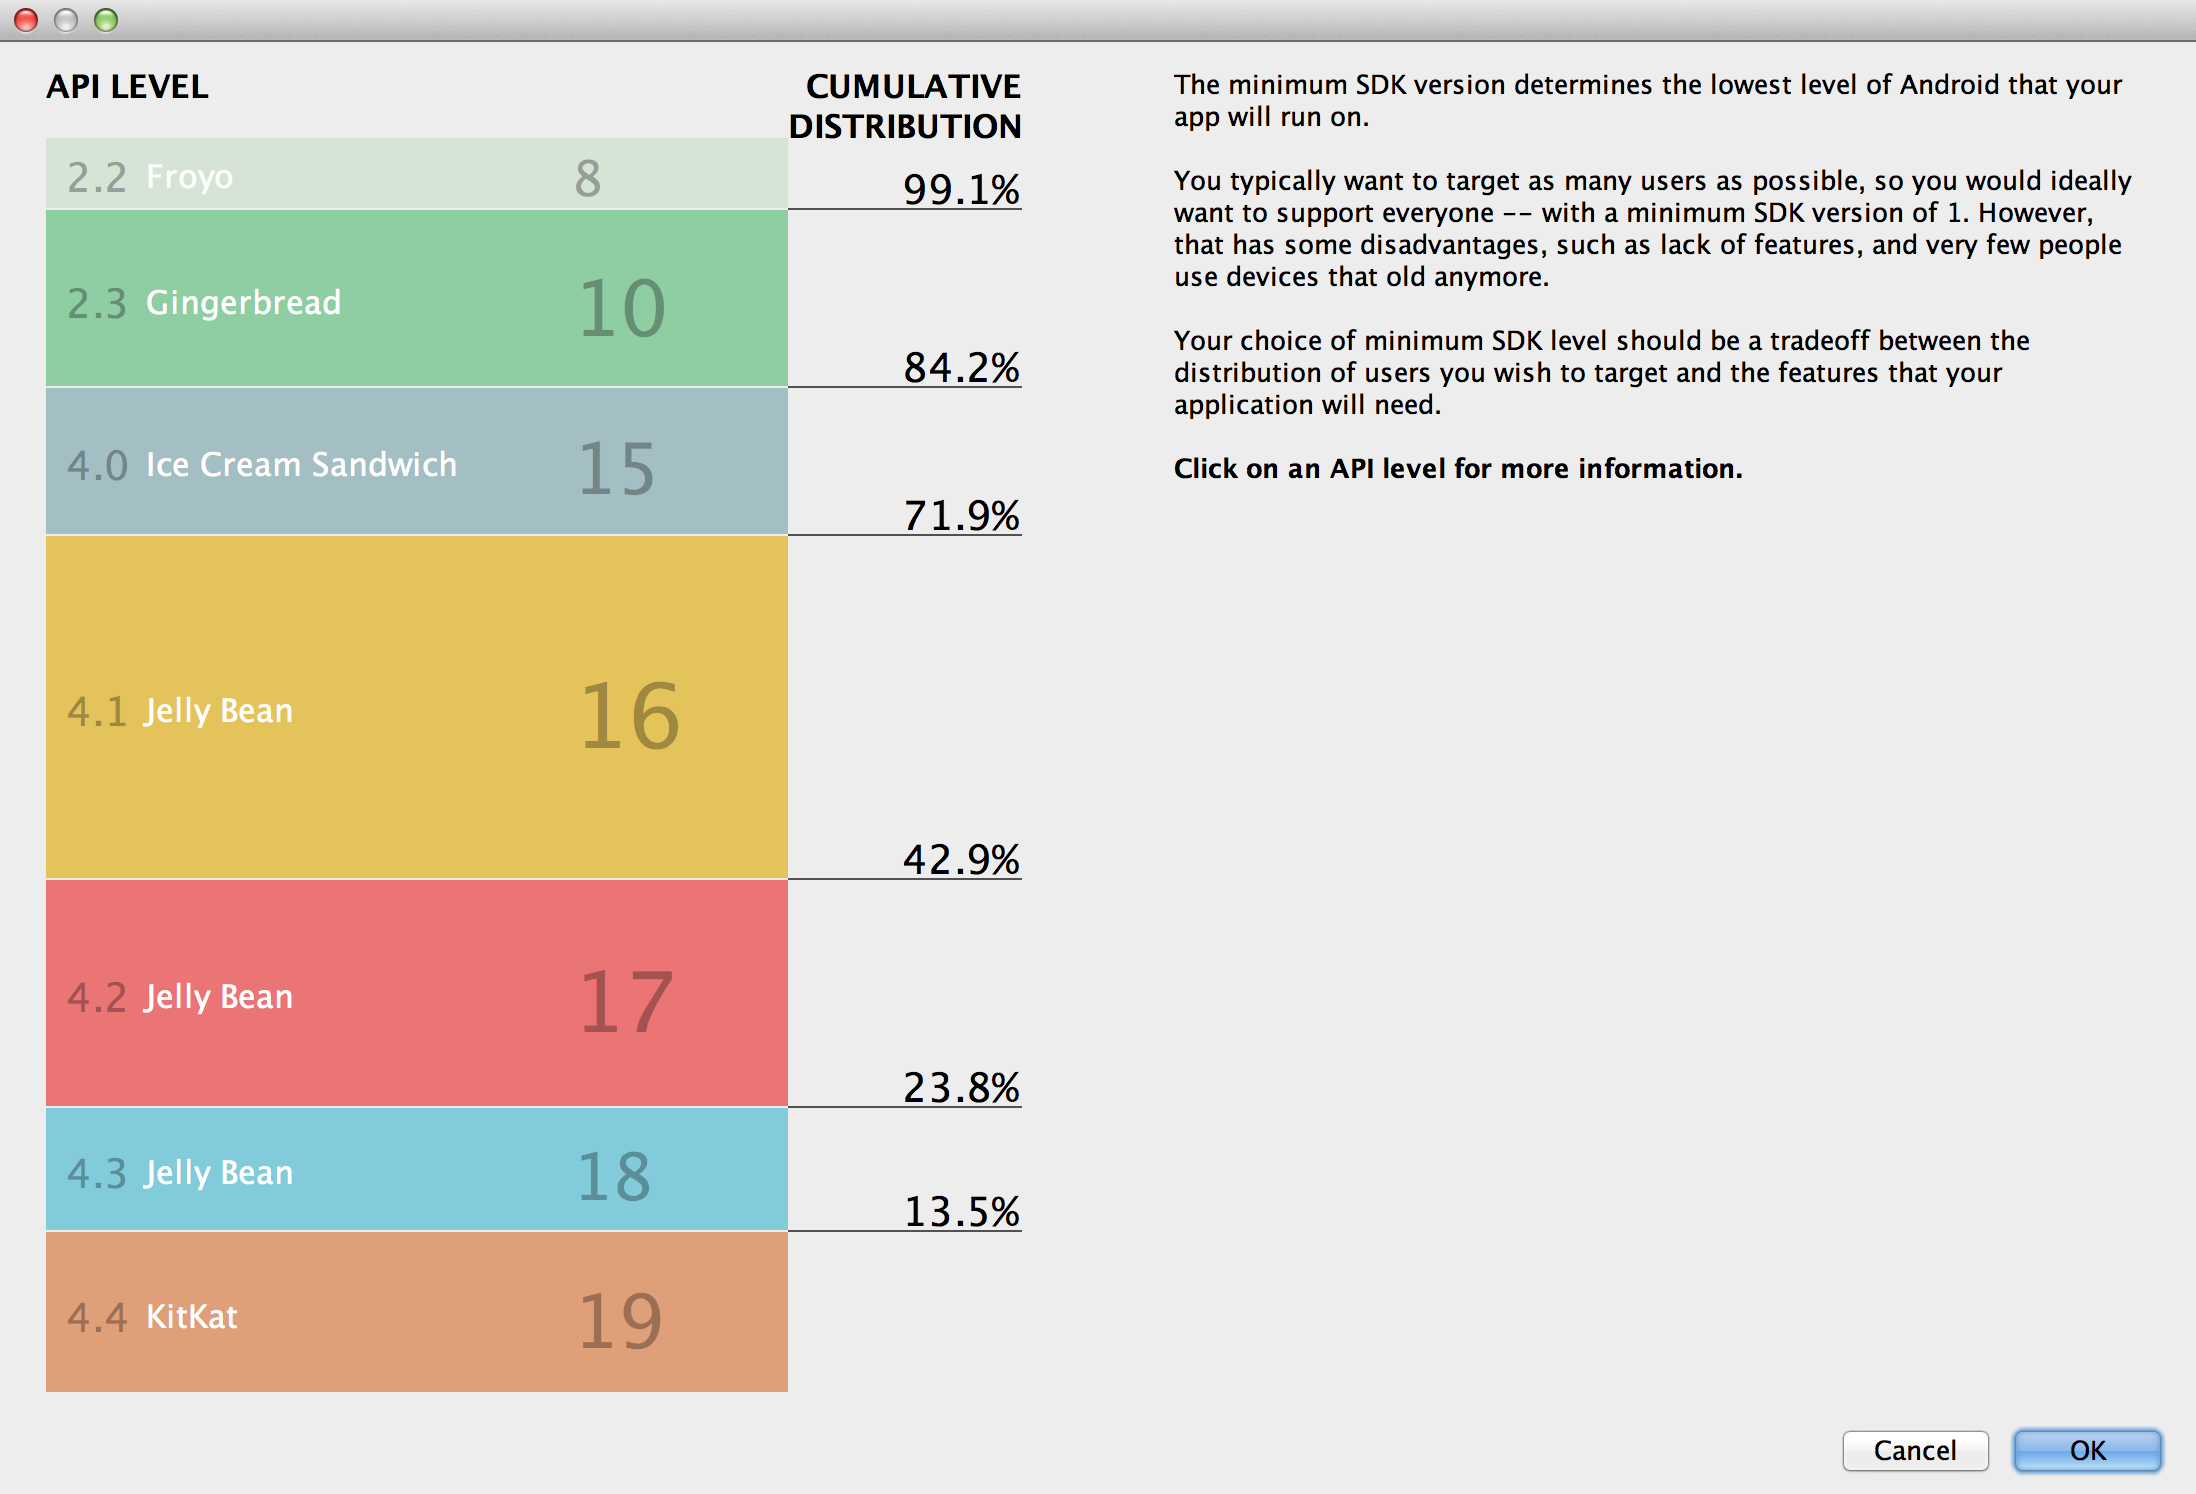 API LEVEL
CUMULATIVE
DISTRIBUTION
2.2 Froyo 8
99.1%
2.3 Gingerbread 10
84.2%
4.0 Ice Cream Sandwich 15
71.9%
4.1 Jelly Bean 16
42.9%
4.2 Jelly Bean 17
23.8%
4.3 Jelly Bean 18
13.5%
4.4 KitKat 19
The minimum SDK version determines the lowest level of Android that your
app will run on.
You typically want to target as many users as possible, so you would ideally
want to support everyone -- with a minimum SDK version of 1. However,
that has some disadvantages, such as lack of features, and very few people
use devices that old anymore.
Your choice of minimum SDK level should be a tradeoff between the
distribution of users you wish to target and the features that your
application will need.
Click on an API level for more information.
Cancel OK